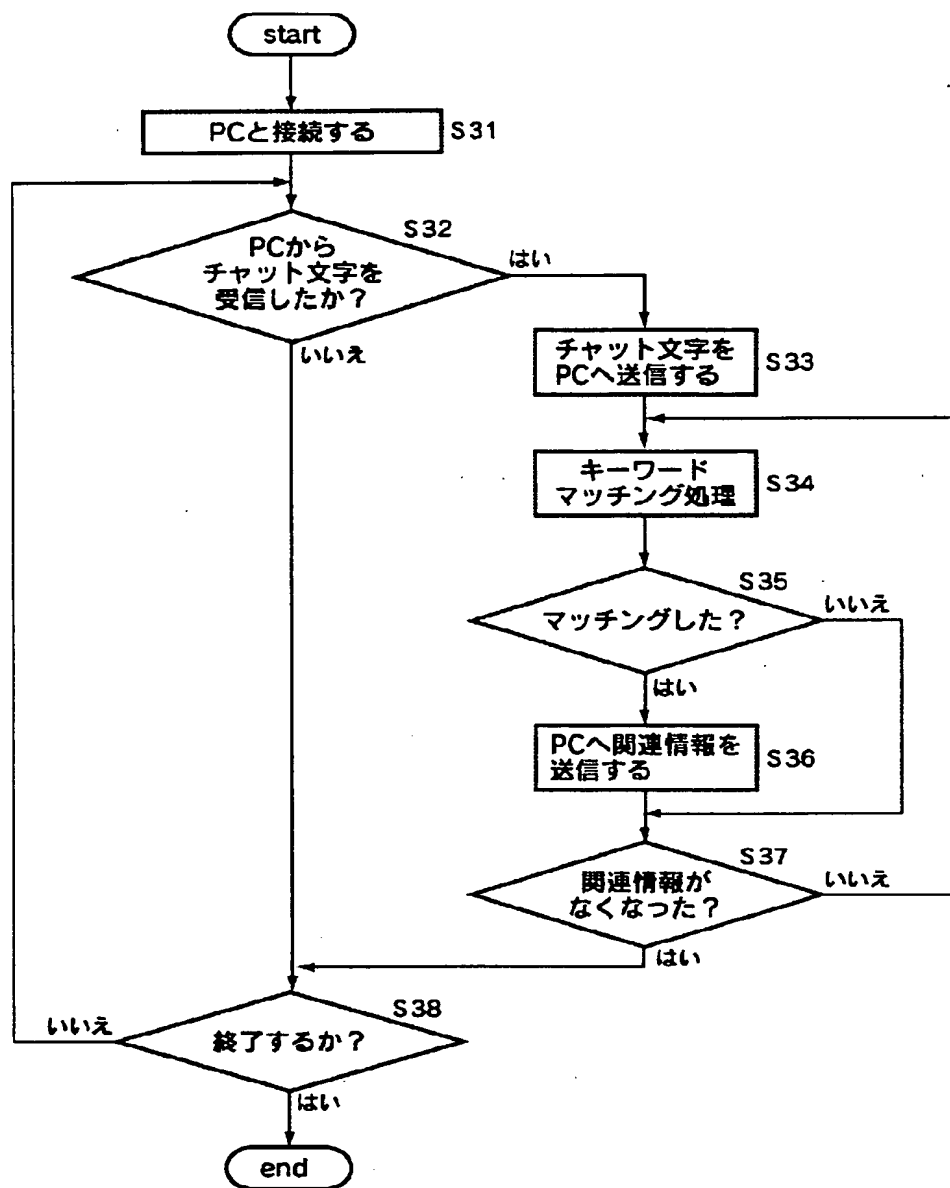 start
PCと接続する
S31
S32
PCから
チャット文字を
受信したか?
はい
いいえ
チャット文字を
PCへ送信する
S33
キーワード
マッチング処理
S34
S35
マッチングした?
いいえ
はい
PCへ関連情報を
送信する
S36
S37
関連情報が
なくなった?
いいえ
はい
S38
いいえ
終了するか?
はい
end